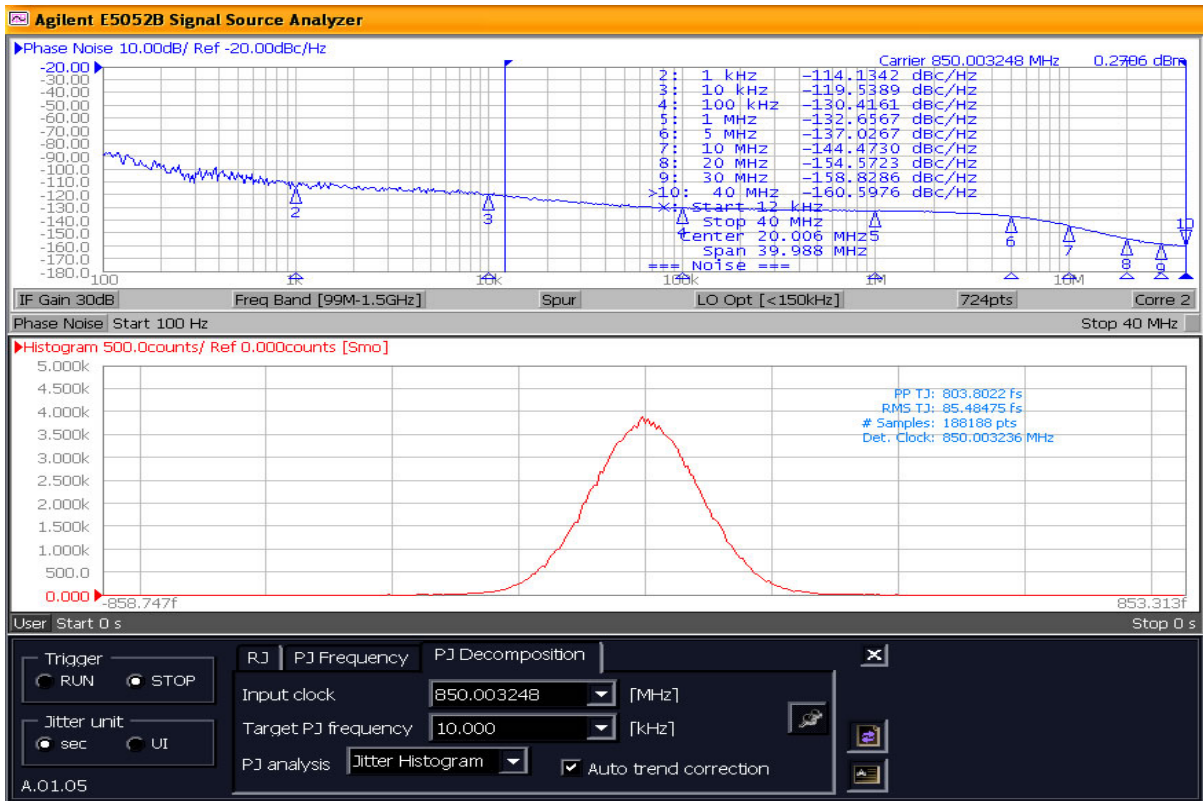 Agilent E5052B Signal Source Analyzer
Phase Noise 10.00dB/ Ref -20.00dBc/Hz
Carrier 850.003248 MHz 0.2706 dBm
-20.00
-30.00
-40.00
-50.00
-60.00
-70.00
-80.00
-90.00
-100.0
-110.0
-120.0
-130.0
-140.0
-150.0
-160.0
-170.0
-180.0
2: 1 kHz -114.1342 dBc/Hz
3: 10 kHz -119.5389 dBc/Hz
4: 100 kHz -130.4161 dBc/Hz
5: 1 MHz -132.6567 dBc/Hz
6: 5 MHz -137.0267 dBc/Hz
7: 10 MHz -144.4730 dBc/Hz
8: 20 MHz -154.5723 dBc/Hz
9: 30 MHz -158.8286 dBc/Hz
>10: 40 MHz -160.5976 dBc/Hz
X: Start 12 kHz
Stop 40 MHz
Center 20.006 MHz
Span 39.988 MHz
=== Noise ===
2 3 4 5 6 7 8 9 10
100 1k 10k 100k 1M 10M
IF Gain 30dB Freq Band [99M-1.5GHz] Spur LO Opt [<150kHz] 724pts Corre 2
Phase Noise Start 100 Hz Stop 40 MHz
Histogram 500.0counts/ Ref 0.000counts [Smo]
5.000k
4.500k
4.000k
3.500k
3.000k
2.500k
2.000k
1.500k
1.000k
500.0
0.000
PP TJ: 803.8022 fs
RMS TJ: 85.48475 fs
# Samples: 188188 pts
Det. Clock: 850.003236 MHz
-858.747f 853.313f
User Start 0 s Stop 0 s
Trigger
RUN STOP
Jitter unit
sec UI
A.01.05
RJ PJ Frequency PJ Decomposition
Input clock 850.003248 [MHz]
Target PJ frequency 10.000 [kHz]
PJ analysis Jitter Histogram Auto trend correction